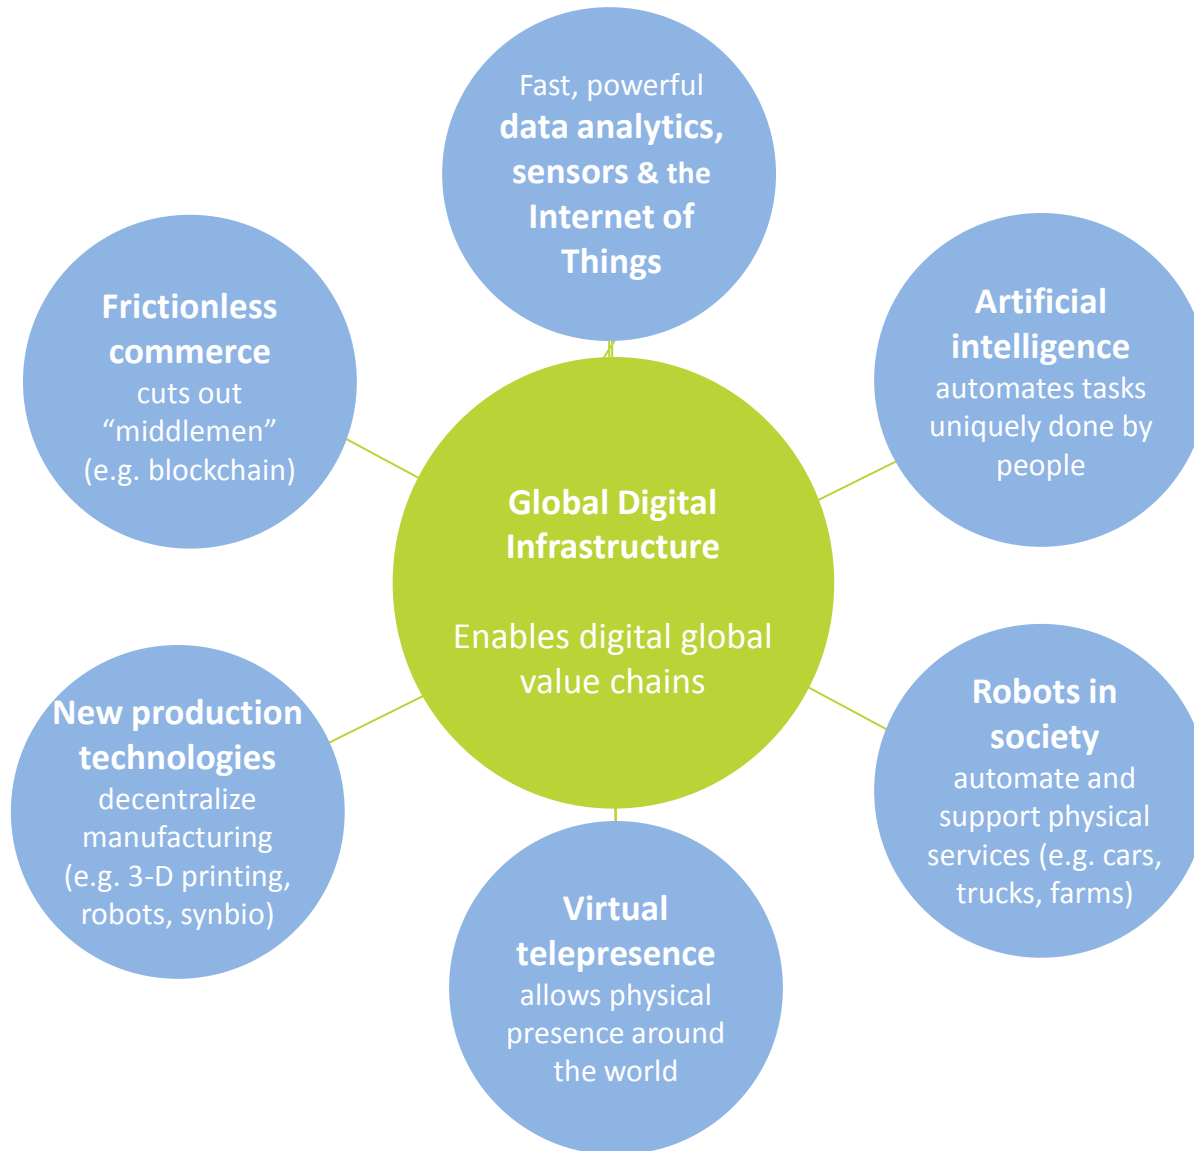 Fast, powerful
data analytics,
sensors & the
Internet of
Things
Frictionless
commerce
cuts out
“middlemen”
(e.g. blockchain)
Artificial
intelligence
automates tasks
uniquely done by
people
Global Digital
Infrastructure
Enables digital global
value chains
New production
technologies
decentralize
manufacturing
(e.g. 3-D printing,
robots, synbio)
Robots in
society
automate and
support physical
services (e.g. cars,
trucks, farms)
Virtual
telepresence
allows physical
presence around
the world